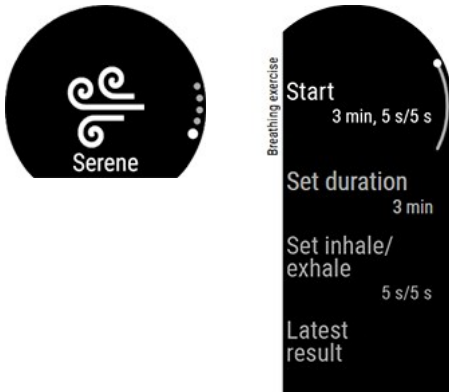 Serene
Breathing exercise
Start
3 min, 5 s/5 s
Set duration
3 min
Set inhale/
exhale
5 s/5 s
Latest
result